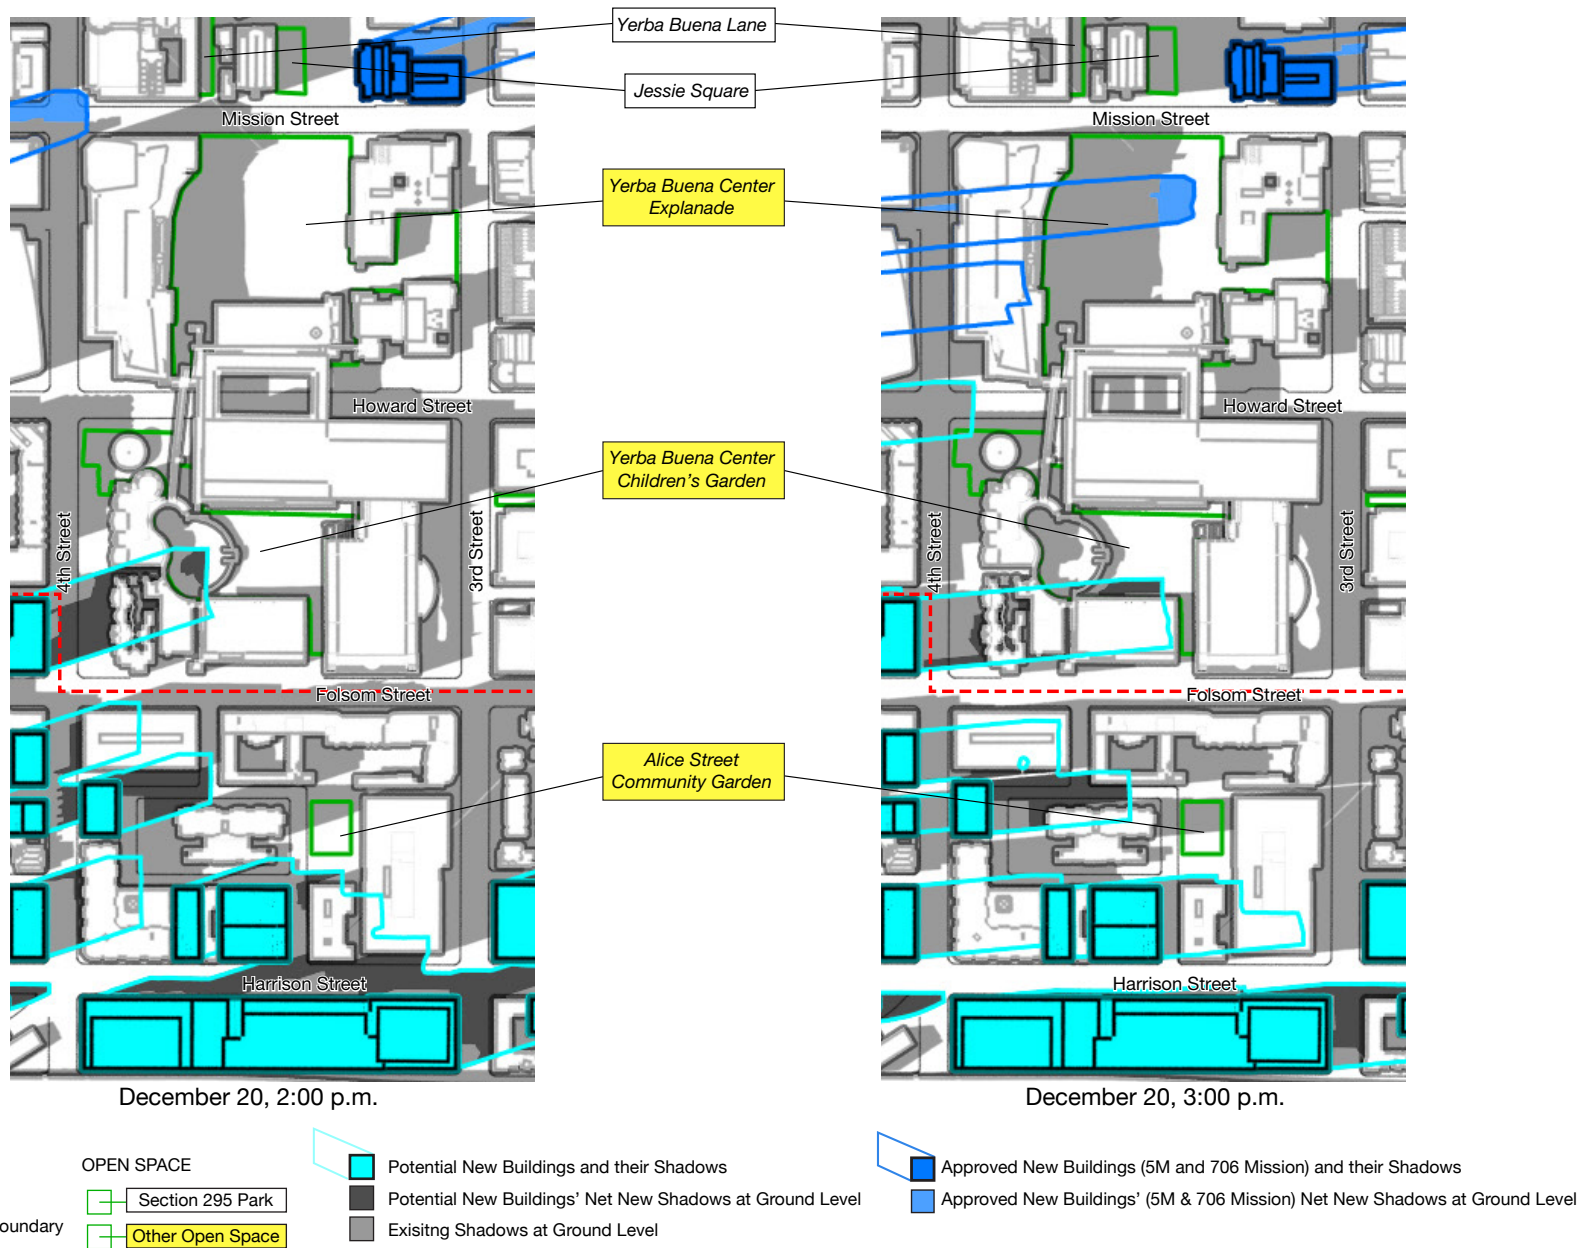 Yerba Buena Lane
Jessie Square
Mission Street
Mission Street
Yerba Buena Center
Explanade
Howard Street
Howard Street
Yerba Buena Center
Children's Garden
4th Street
3rd Street
4th Street
3rd Street
Folsom Street
Folsom Street
Alice Street
Community Garden
Harrison Street
Harrison Street
December 20, 2:00 p.m.
December 20, 3:00 p.m.
OPEN SPACE
Section 295 Park
oundary
Other Open Space
Potential New Buildings and their Shadows
Potential New Buildings' Net New Shadows at Ground Level
Exisitng Shadows at Ground Level
Approved New Buildings (5M and 706 Mission) and their Shadows
Approved New Buildings' (5M & 706 Mission) Net New Shadows at Ground Level